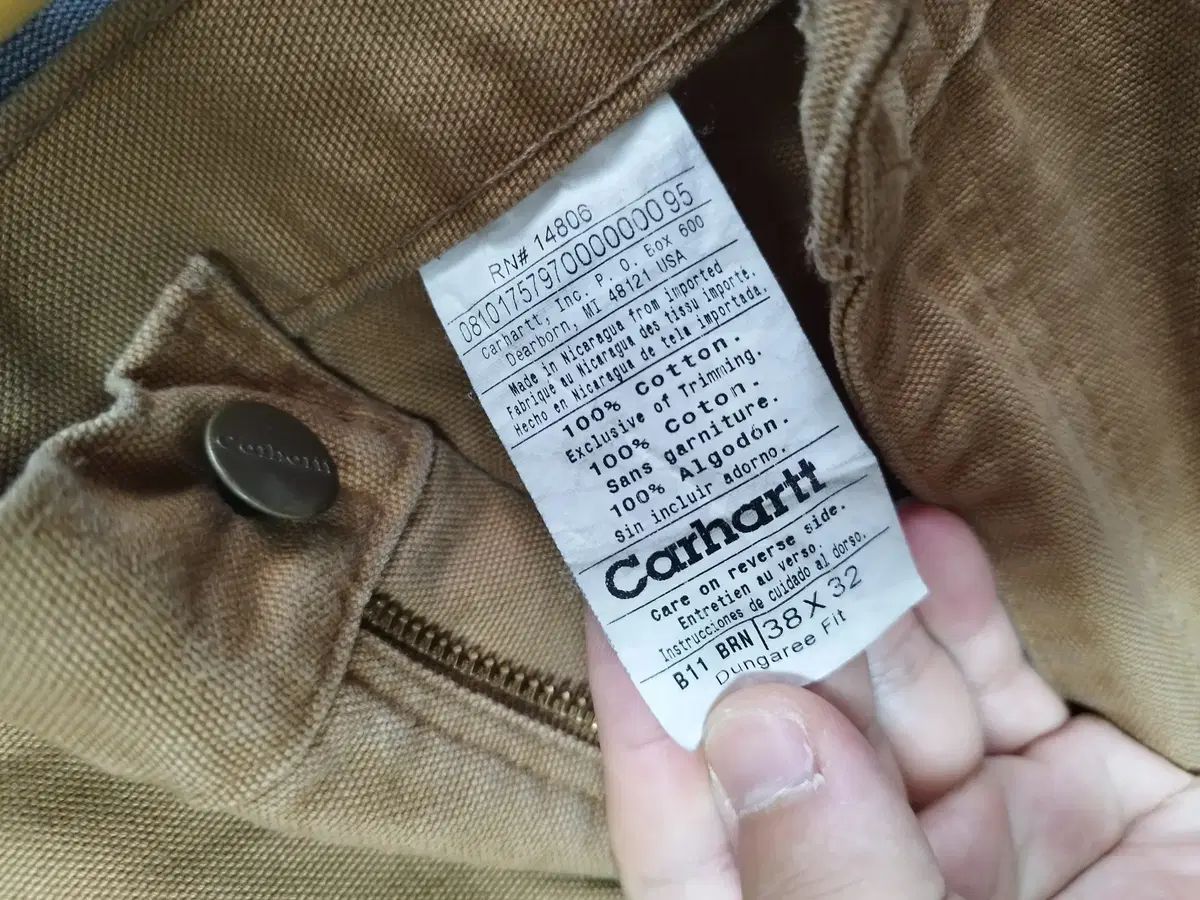 RN# 14806
08101757970000000095
Carhartt, Inc. P. O. Box 600
Dearborn, MI 48121 USA
Made in Nicaragua from imported
Fabriqué au Nicaragua des tissu importe.
Hecho en Nicaragua de tela importada.
100% Cotton.
Exclusive of Trimming.
100% Coton.
Sans garniture.
100% Algodón.
Sin incluir adorno.
Carhartt
Care on reverse side.
Entretien au verso.
Instrucciones de cuidado al dorso.
B11 BRN 38 X 32
Dungaree Fit
Carhartt